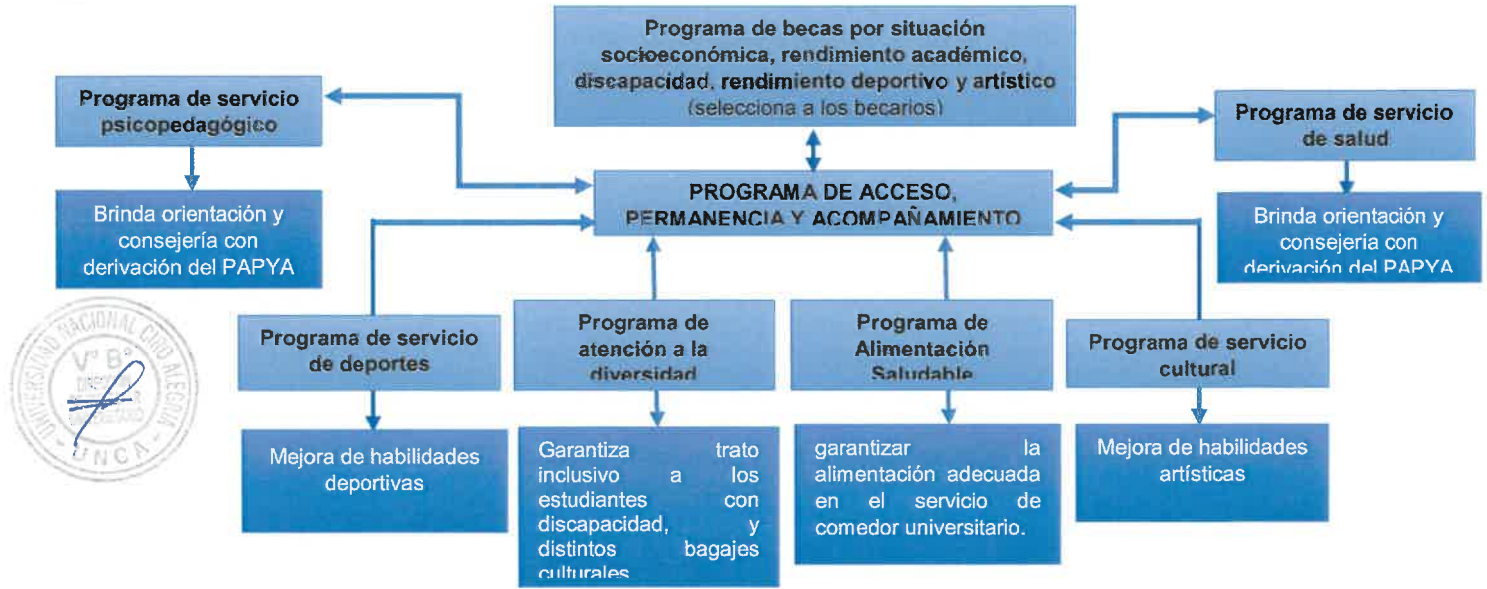 Programa de becas por situación
socioeconómica, rendimiento académico,
discapacidad, rendimiento deportivo y artístico
(selecciona a los becarios)
Programa de servicio
psicopedagógico
Programa de servicio
de salud
PROGRAMA DE ACCESO,
PERMANENCIA Y ACOMPAÑAMIENTO
Brinda orientación y
consejería con
derivación del PAPYA
Brinda orientación y
consejeria con
derivación del PAPYA
Programa de servicio
de deportes
Programa de
atención a la
diversidad
Programa de
Alimentación
Saludable
Programa de servicio
cultural
Mejora de habilidades
deportivas
Garantiza trato
inclusivo a los
estudiantes con
discapacidad, y
distintos bagajes
culturales
garantizar la
alimentación adecuada
en el servicio de
comedor universitario.
Mejora de habilidades
artísticas
UNIVERSIDAD NACIONAL CIRO ALEGRIA
V° B°
UNCA